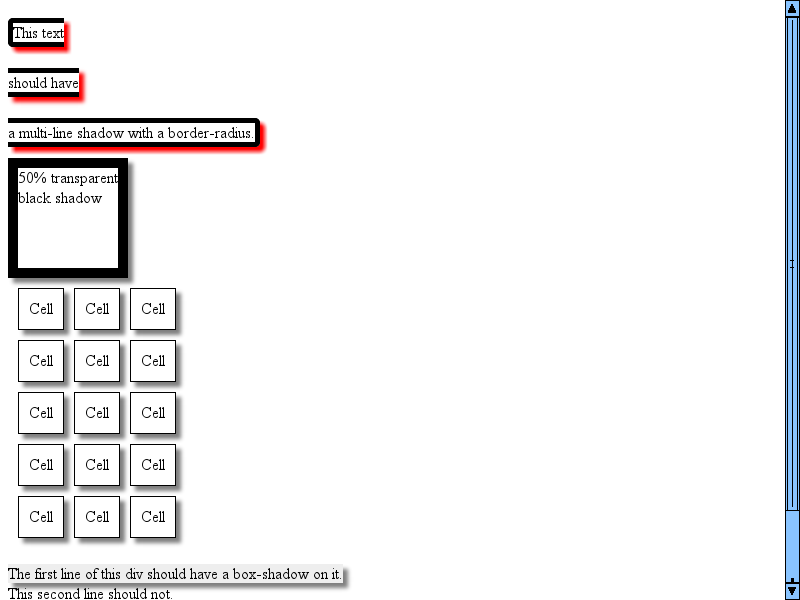 This text
should have
a multi-line shadow with a border-radius.
50% transparent
black shadow
Cell Cell Cell
Cell Cell Cell
Cell Cell Cell
Cell Cell Cell
Cell Cell Cell
The first line of this div should have a box-shadow on it.
This second line should not.